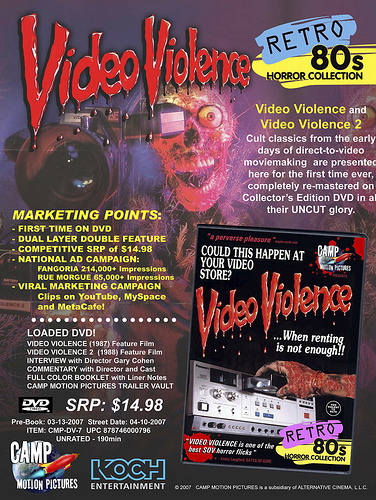 Video Violence
RETRO
80s
HORROR COLLECTION
Video Violence and
Video Violence 2
Cult classics from the early
days of direct-to-video
moviemaking are presented
here for the first time ever,
completely re-mastered on
Collector's Edition DVD in al
their UNCUT glory.
MARKETING POINTS:
- FIRST TIME ON DVD
- DUAL LAYER DOUBLE FEATURE
- COMPETITIVE SRP of $14.98
- NATIONAL AD CAMPAIGN:
FANGORIA 214,000+ Impressions
RUE MORGUE 65,000+ Impressions
- VIRAL MARKETING CAMPAIGN
Clips on YouTube, MySpace
and MetaCafe!
LOADED DVD!
VIDEO VIOLENCE (1987) Feature Film
VIDEO VIOLENCE 2 (1988) Feature Film
INTERVIEW with Director Gary Cohen
COMMENTARY with Director and Cast
FULL COLOR BOOKLET with Liner Notes
CAMP MOTION PICTURES TRAILER VAULT
DVD SRP: $14.98
VIDEO
Pre-Book: 03-13-2007 Street Date: 04-10-2007
ITEM: CMP-DV-7 UPC 787446000796
UNRATED - 190min
CAMP
MOTION PICTURES
KOCH
ENTERTAINMENT
"a perverse pleasure"
COULD THIS HAPPEN AT
YOUR VIDEO
STORE?
CAMP
MOTION PICTURES
Video Violence
...When renting
is not enough!!
"VIDEO VIOLENCE is one of the
best SOV horror flicks"
RETRO
80s
HORROR COLLECTION
© 2007 CAMP MOTION PICTURES is a subsidiary of ALTERNATIVE CINEMA, L.L.C.